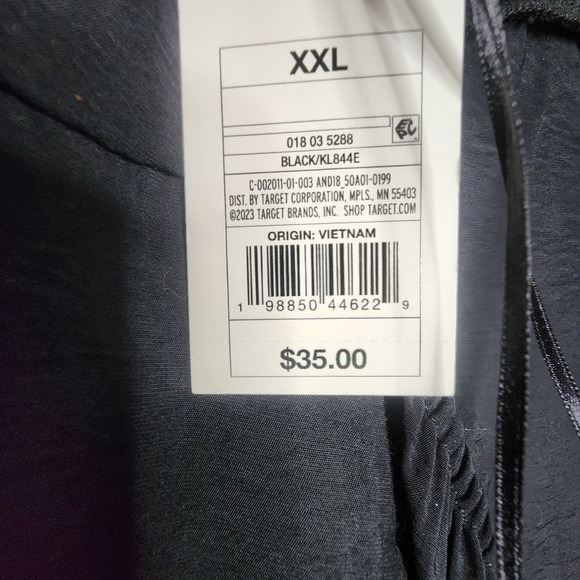 XXL
018 03 5288
BLACK/KL844E
C-002011-01-003 AND18_50A01-0199
DIST. BY TARGET CORPORATION, MPLS., MN 55403
©2023 TARGET BRANDS, INC. SHOP TARGET.COM
ORIGIN: VIETNAM
1 98850 44622 9
$35.00